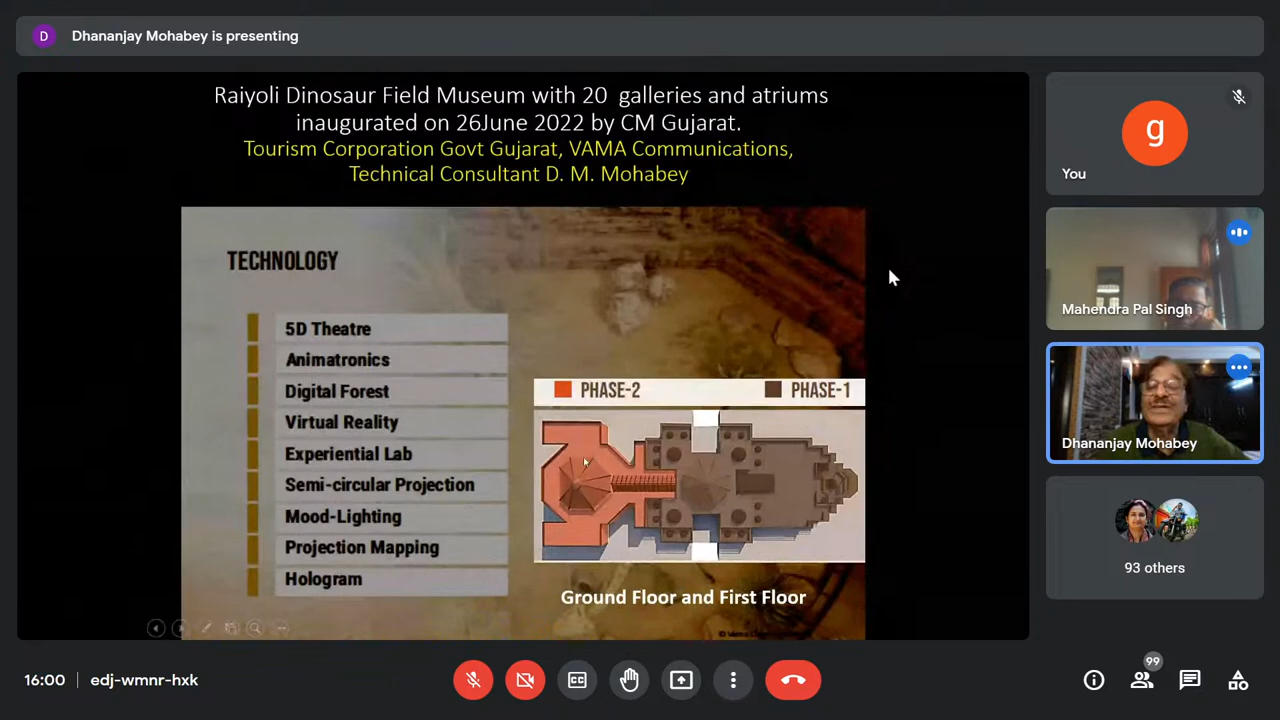 D Dhananjay Mohabey is presenting
Raiyoli Dinosaur Field Museum with 20 galleries and atriums
inaugurated on 26June 2022 by CM Gujarat.
Tourism Corporation Govt Gujarat, VAMA Communications,
Technical Consultant D. M. Mohabey
TECHNOLOGY
5D Theatre
Animatronics
Digital Forest
Virtual Reality
Experiential Lab
Semi-circular Projection
Mood-Lighting
Projection Mapping
Hologram
PHASE-2 PHASE-1
Ground Floor and First Floor
g
You
Mahendra Pal Singh
Dhananjay Mohabey
93 others
16:00 | edj-wmnr-hxk
CC
99